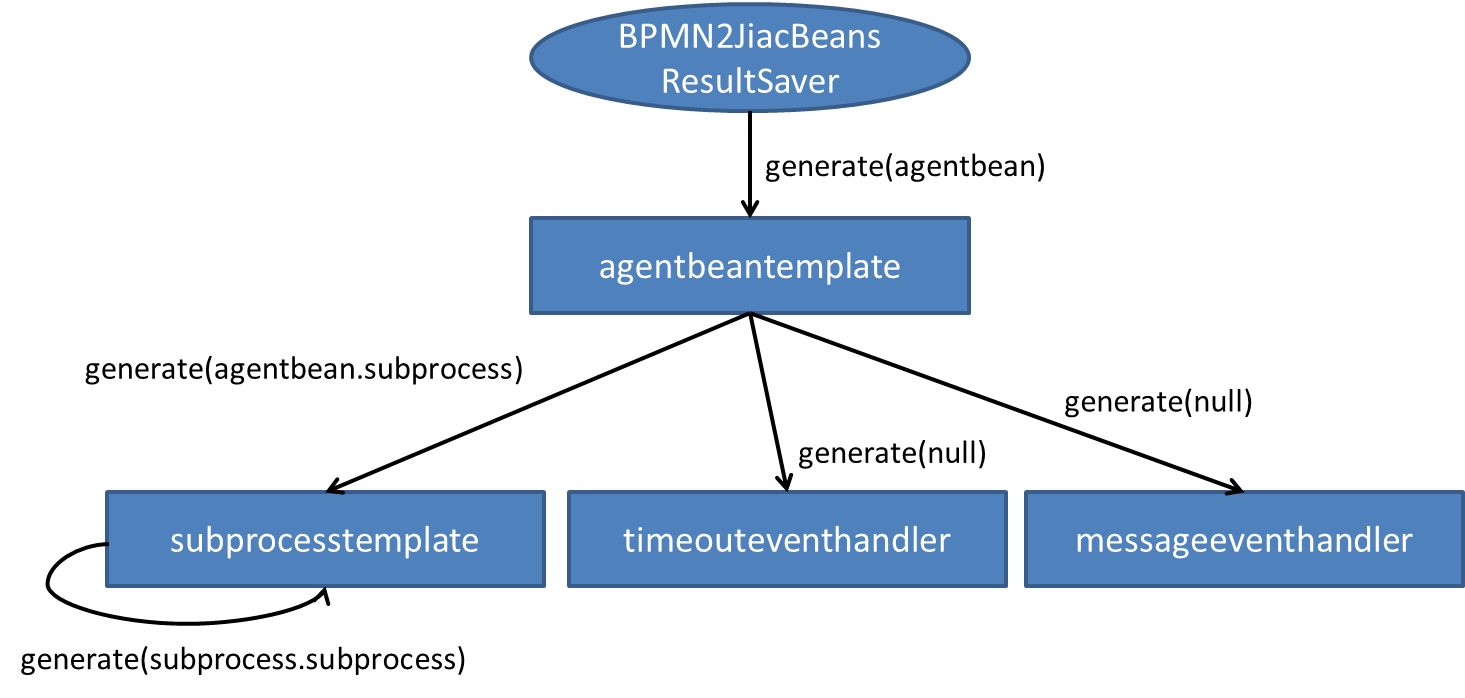 BPMN2JiacBeans
ResultSaver
generate(agentbean)
agentbeantemplate
generate(agentbean.subprocess)
generate(null)
generate(null)
subprocesstemplate
timeouteventhandler
messageeventhandler
generate(subprocess.subprocess)